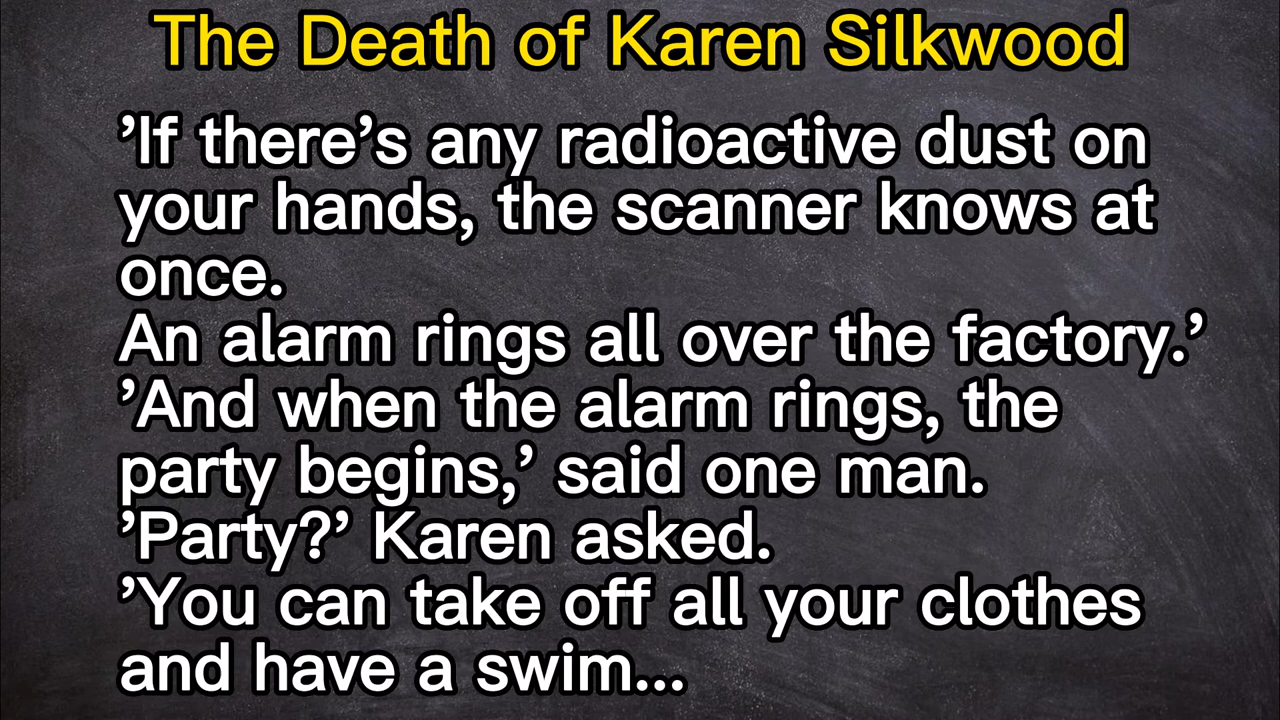 The Death of Karen Silkwood
’If there’s any radioactive dust on
your hands, the scanner knows at
once.
An alarm rings all over the factory.’
’And when the alarm rings, the
party begins,’ said one man.
’Party?’ Karen asked.
’You can take off all your clothes
and have a swim...